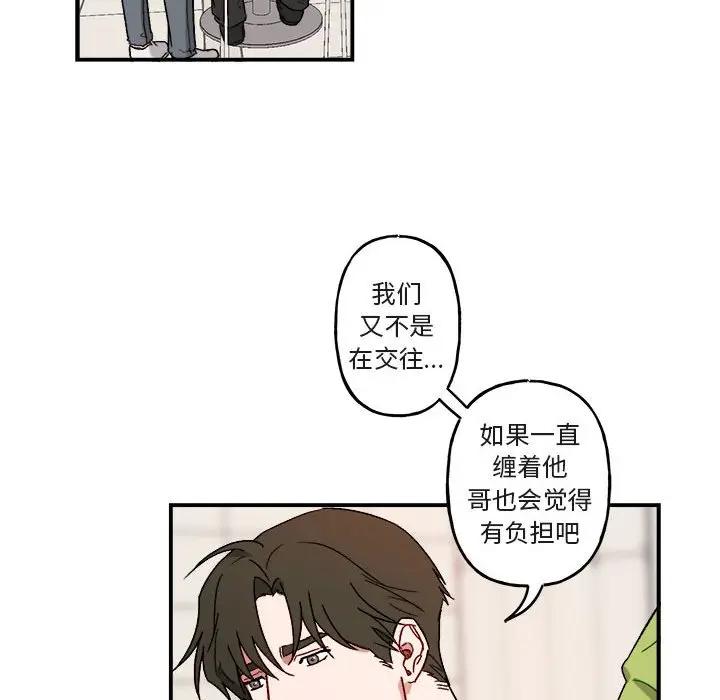 我们
又不是
在交往...
如果一直
缠着他
哥也会觉得
有负担吧